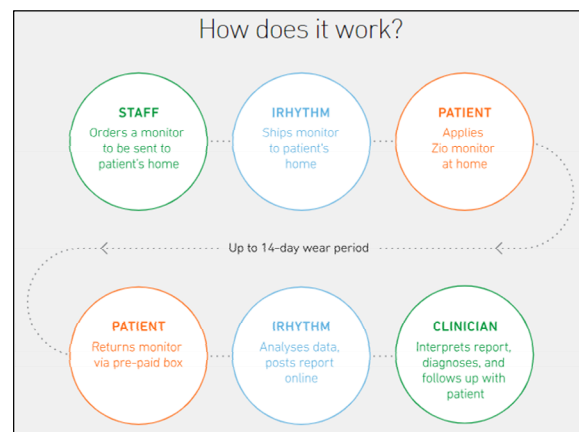 How does it work?
STAFF
Orders a monitor
to be sent to
patient's home
IRHYTHM
Ships monitor
to patient's
home
PATIENT
Applies
Zio monitor
at home
Up to 14-day wear period
PATIENT
Returns monitor
via pre-paid box
IRHYTHM
Analyses data,
posts report
online
CLINICIAN
Interprets report,
diagnoses, and
follows up with
patient